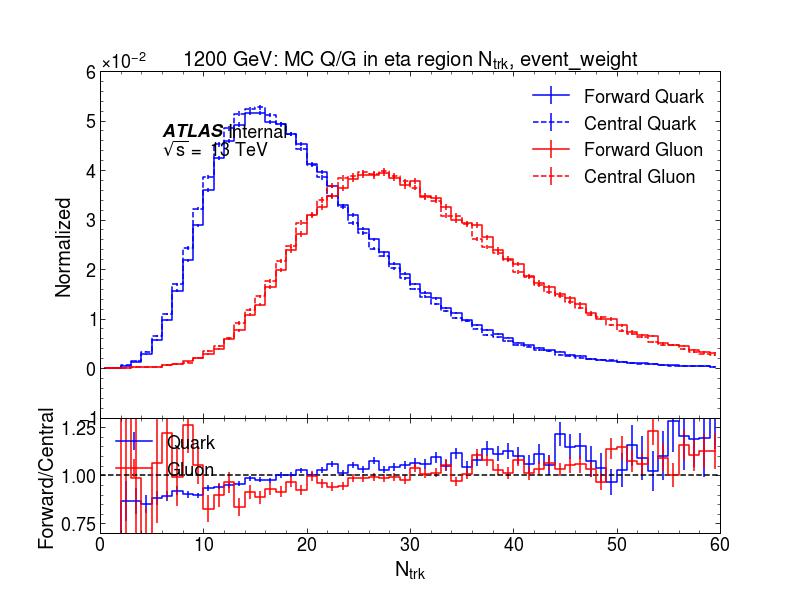 ×10⁻²
1200 GeV: MC Q/G in eta region N_trk, event_weight
6
5
4
3
2
1
0
Normalized
ATLAS Internal
√s = 13 TeV
Forward Quark
Central Quark
Forward Gluon
Central Gluon
1.25
1.00
0.75
Forward/Central
Quark
Gluon
0 10 20 30 40 50 60
N_trk